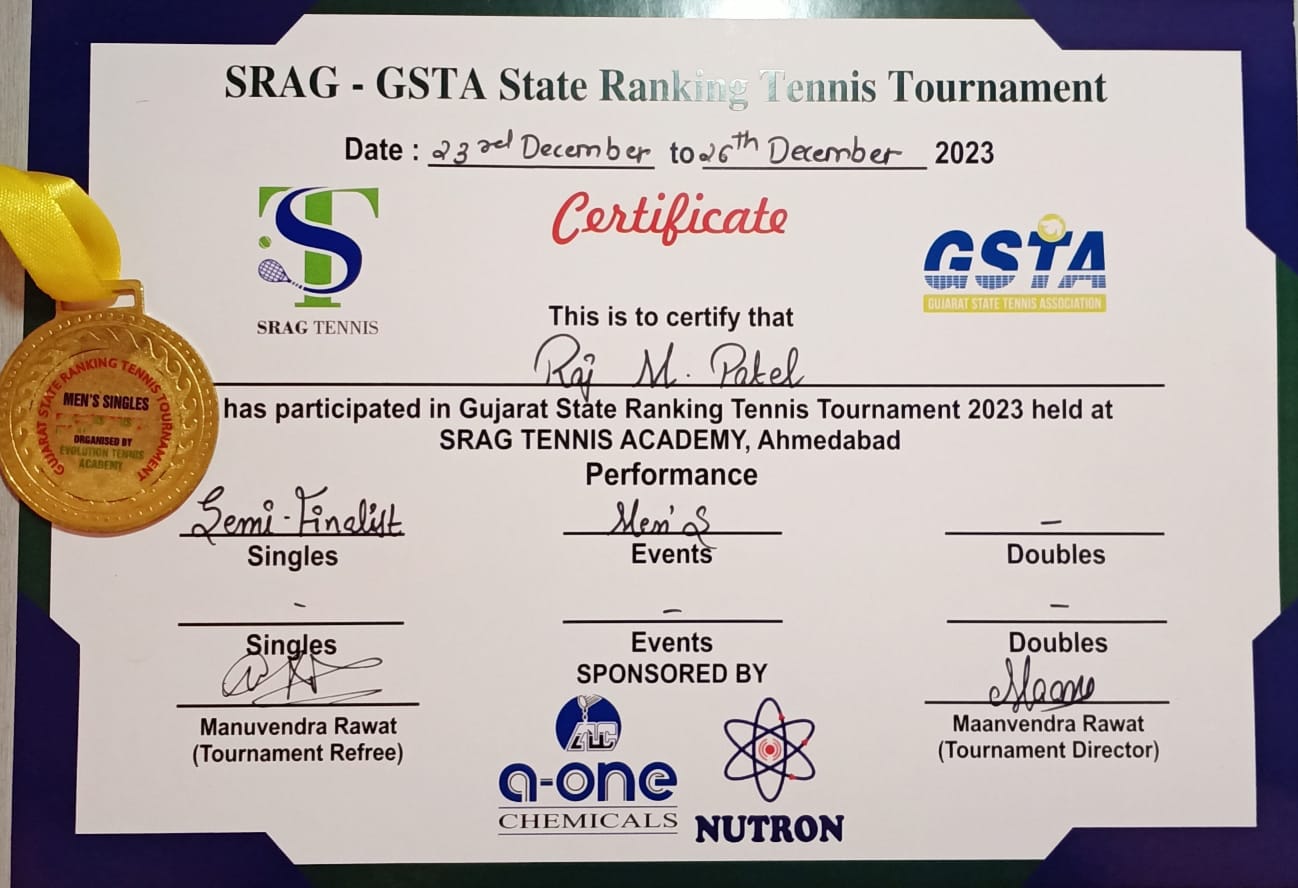 SRAG - GSTA State Ranking Tennis Tournament
Date : 23rd December to 26th December 2023
Certificate
TS
SRAG TENNIS
GSTA
GUJARAT STATE TENNIS ASSOCIATION
This is to certify that
Raj M. Patel
has participated in Gujarat State Ranking Tennis Tournament 2023 held at
SRAG TENNIS ACADEMY, Ahmedabad
Performance
Semi-Finalist Men's -
Singles Events Doubles
- - -
Singles Events Doubles
SPONSORED BY
Manuvendra Rawat
(Tournament Refree)
Maanvendra Rawat
(Tournament Director)
a-one
CHEMICALS
NUTRON
GUJARAT STATE RANKING TENNIS TOURNAMENT
MEN'S SINGLES
ORGANISED BY
EVOLUTION TENNIS
ACADEMY